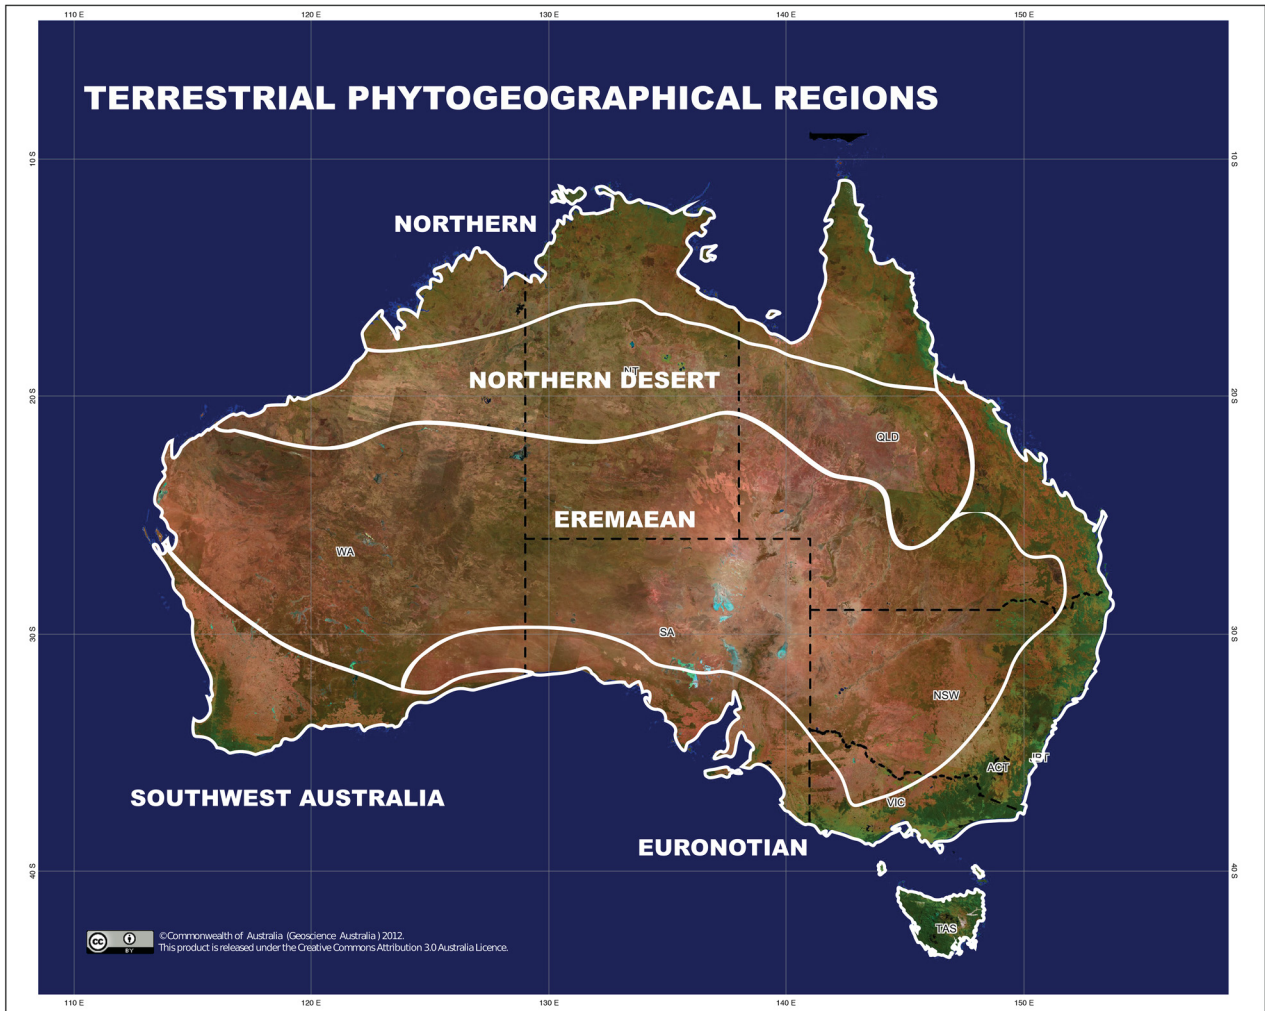 110 E 120 E 130 E 140 E 150 E
TERRESTRIAL PHYTOGEOGRAPHICAL REGIONS
10 S 10 S
NORTHERN
NT
NORTHERN DESERT
20 S 20 S
QLD
EREMAEAN
WA
SA
30 S 30 S
NSW
JBT
ACT
SOUTHWEST AUSTRALIA
VIC
EURONOTIAN
40 S 40 S
TAS
©Commonwealth of Australia (Geoscience Australia) 2012.
This product is released under the Creative Commons Attribution 3.0 Australia Licence.
cc
BY
110 E 120 E 130 E 140 E 150 E